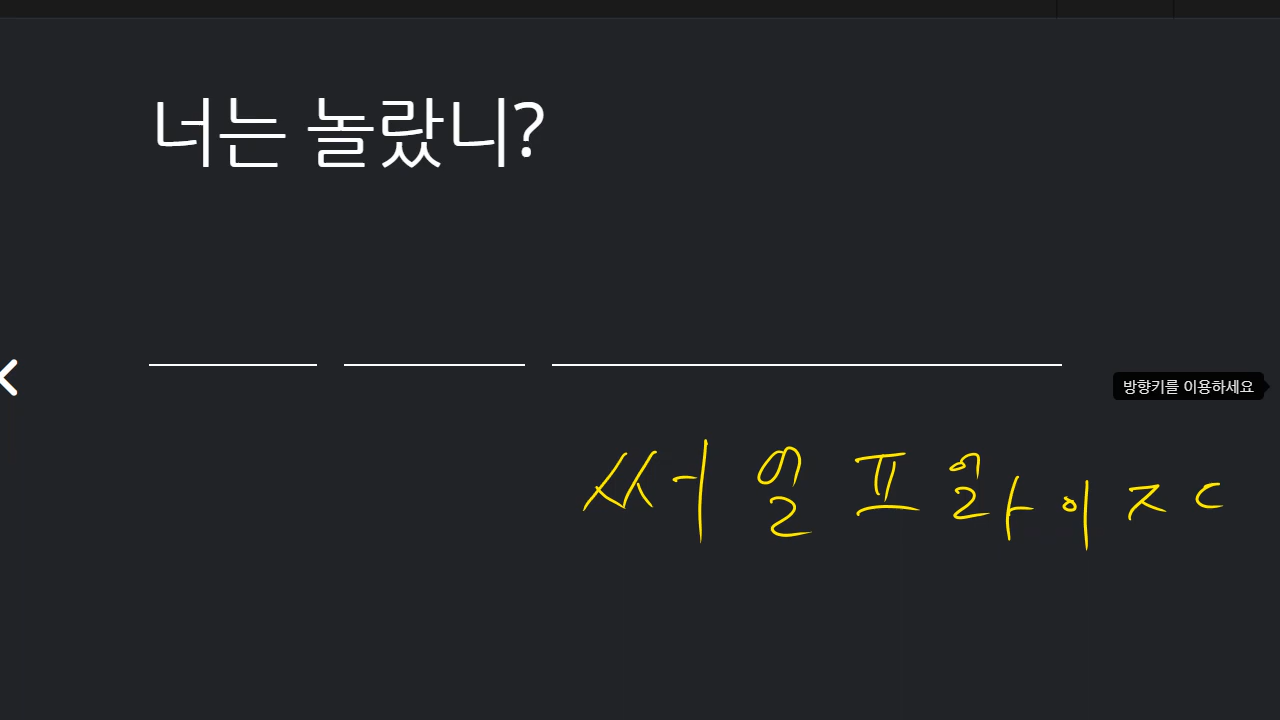 너는 놀랐니?
방향키를 이용하세요
써 얼 프 롸 이 ㅈ ㄷ